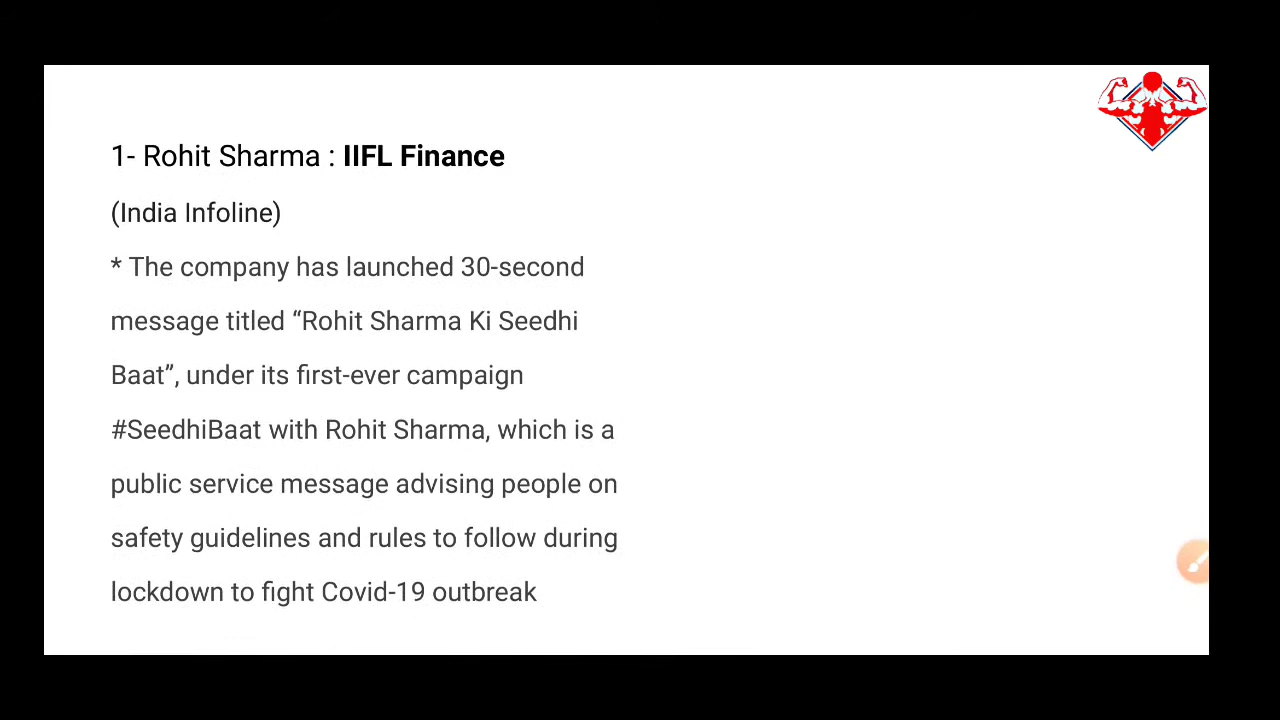 1- Rohit Sharma : IIFL Finance
(India Infoline)
* The company has launched 30-second
message titled “Rohit Sharma Ki Seedhi
Baat”, under its first-ever campaign
#SeedhiBaat with Rohit Sharma, which is a
public service message advising people on
safety guidelines and rules to follow during
lockdown to fight Covid-19 outbreak